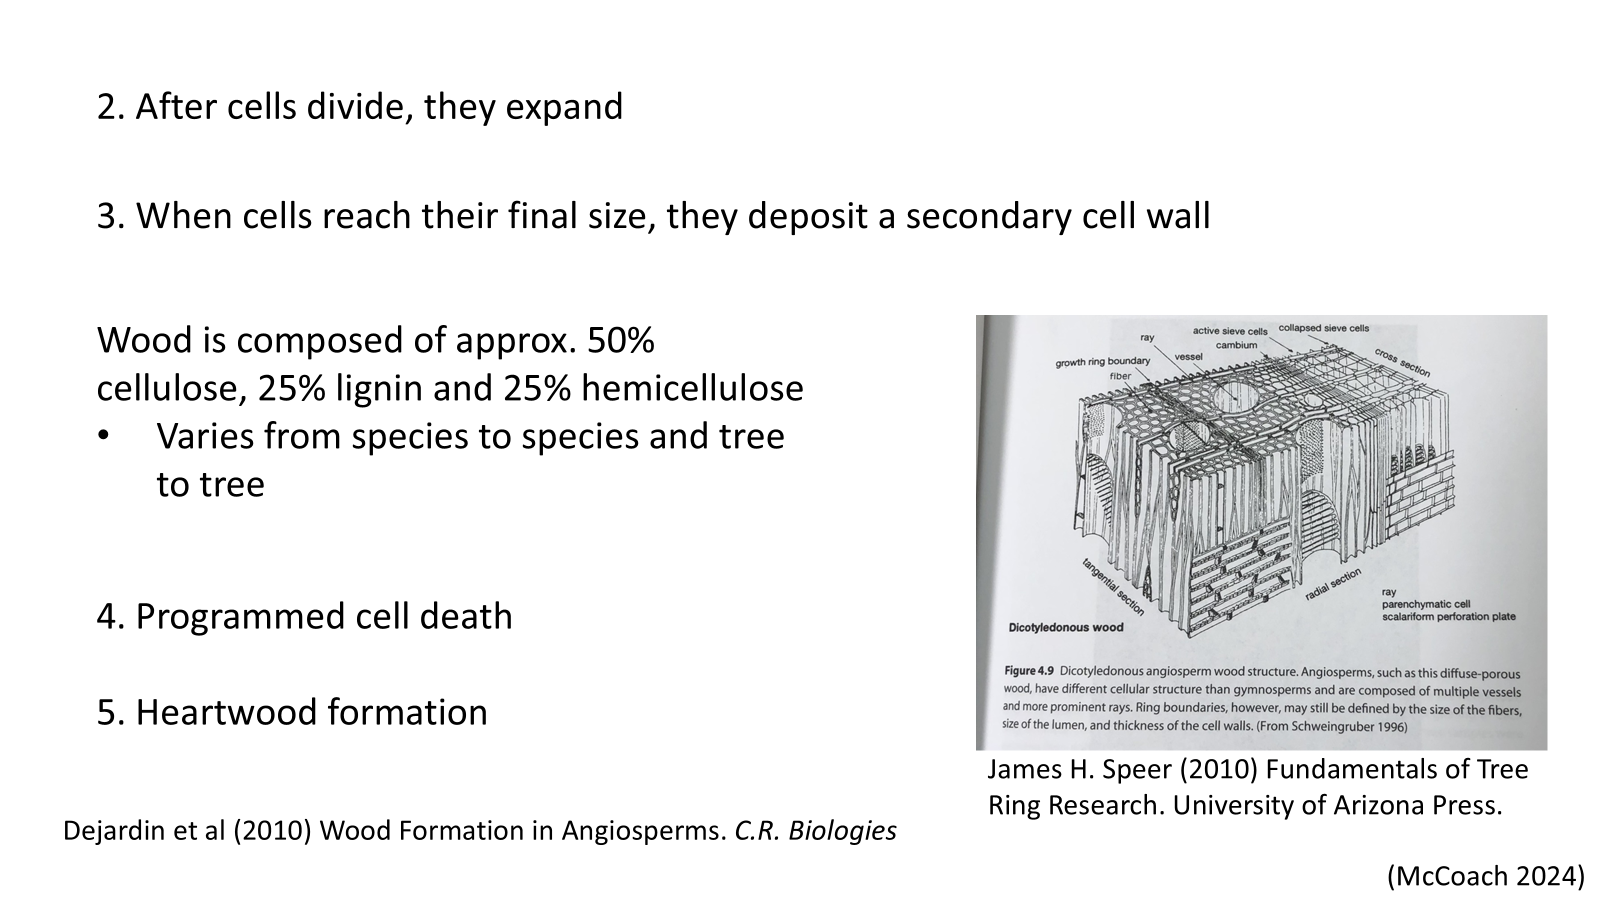 2. After cells divide, they expand
3. When cells reach their final size, they deposit a secondary cell wall
Wood is composed of approx. 50%
cellulose, 25% lignin and 25% hemicellulose
• Varies from species to species and tree
to tree
4. Programmed cell death
5. Heartwood formation
Dejardin et al (2010) Wood Formation in Angiosperms. C.R. Biologies
active sieve cells
collapsed sieve cells
ray
cambium
vessel
growth ring boundary
fiber
cross section
tangential section
radial section
ray
parenchymatic cell
scalariform perforation plate
Dicotyledonous wood
Figure 4.9 Dicotyledonous angiosperm wood structure. Angiosperms, such as this diffuse-porous
wood, have different cellular structure than gymnosperms and are composed of multiple vessels
and more prominent rays. Ring boundaries, however, may still be defined by the size of the fibers,
size of the lumen, and thickness of the cell walls. (From Schweingruber 1996)
James H. Speer (2010) Fundamentals of Tree
Ring Research. University of Arizona Press.
(McCoach 2024)